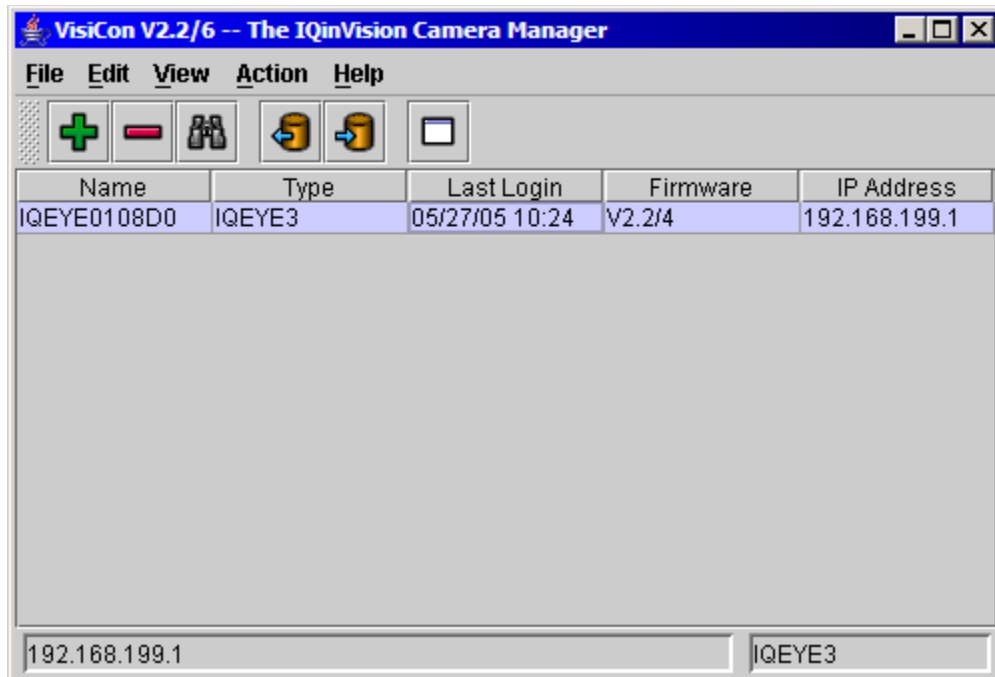 VisiCon V2.2/6 -- The IQinVision Camera Manager
File Edit View Action Help
Name Type Last Login Firmware IP Address
IQEYE0108D0 IQEYE3 05/27/05 10:24 V2.2/4 192.168.199.1
192.168.199.1 IQEYE3